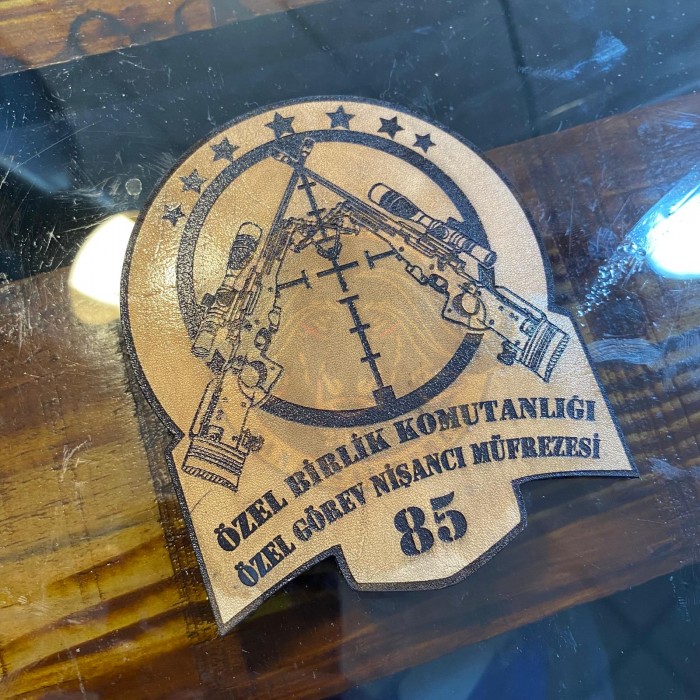 ÖZEL BİRLİK KOMUTANLIĞI
ÖZEL GÖREV NİŞANCI MÜFREZESİ
85